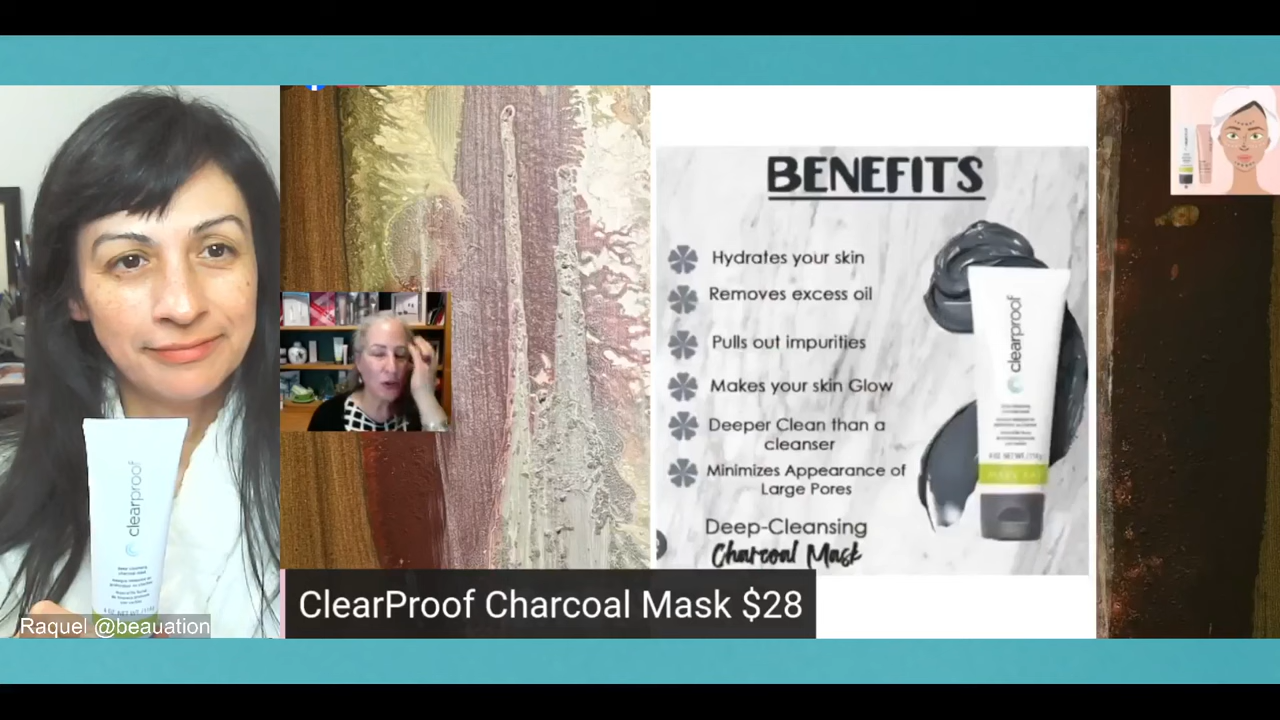 BENEFITS
Hydrates your skin
Removes excess oil
Pulls out impurities
Makes your skin Glow
Deeper Clean than a
cleanser
Minimizes Appearance of
Large Pores
Deep-Cleansing
Charcoal Mask
clearproof
clearproof
Raquel @beauation
ClearProof Charcoal Mask $28